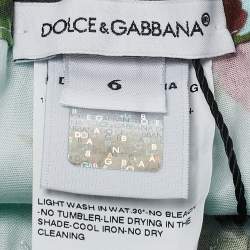 DOLCE & GABBANA
6
LIGHT WASH IN WAT.30°-NO BLEACH
-NO TUMBLER-LINE DRYING IN THE
SHADE-COOL IRON-NO DRY
CLEANING